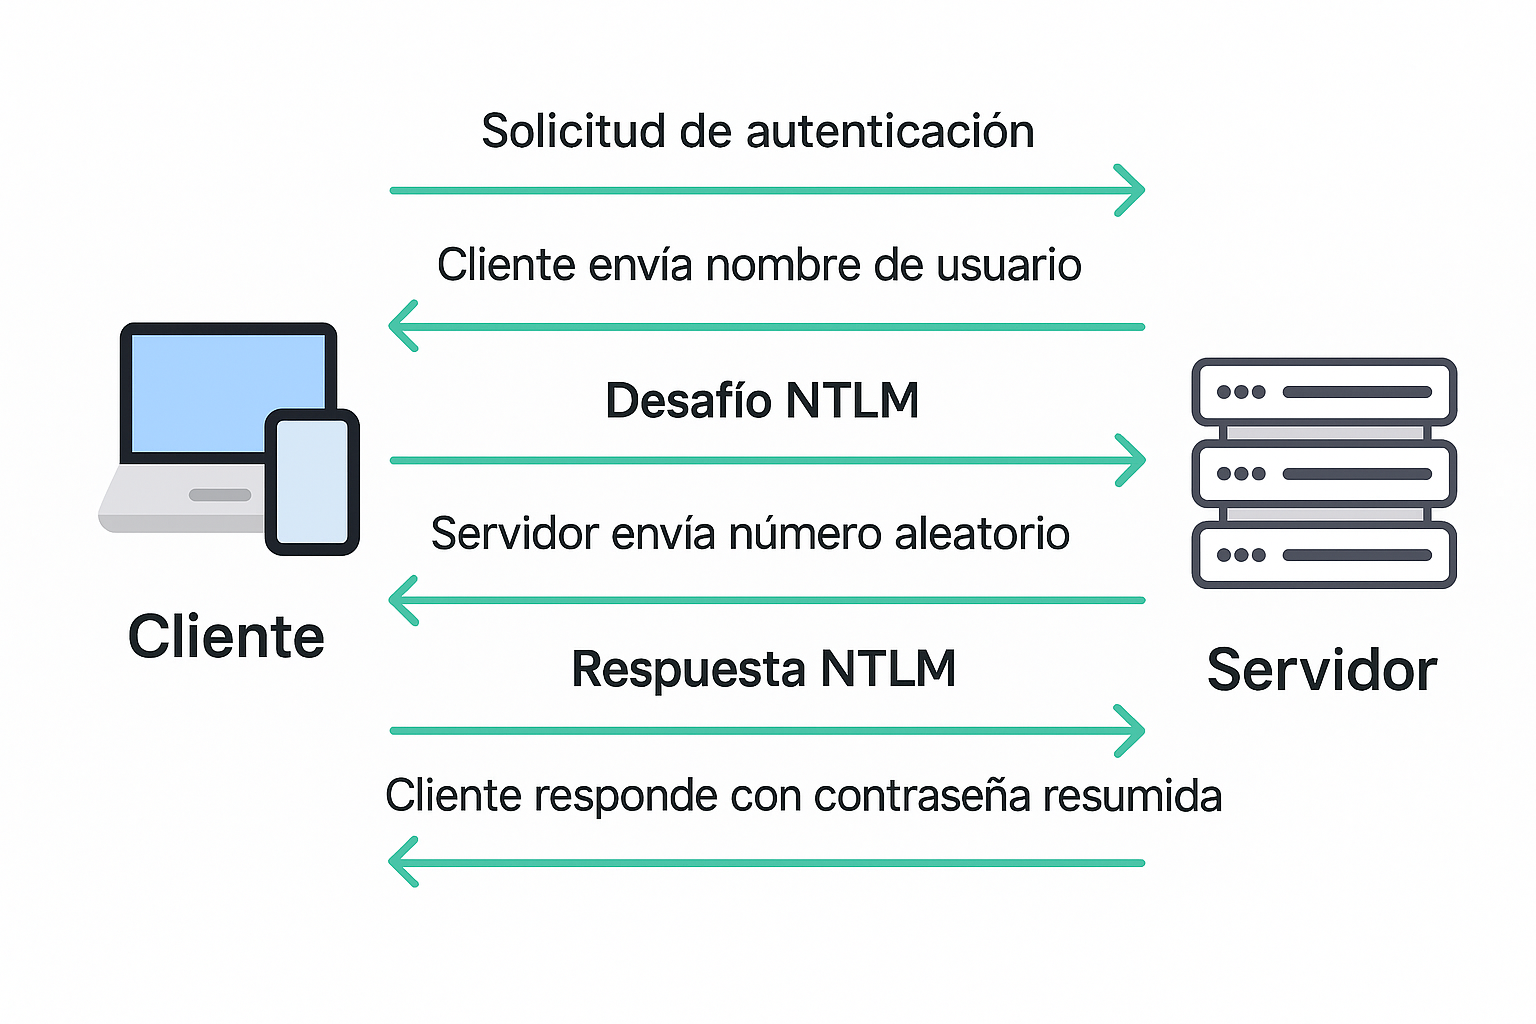 Solicitud de autenticación
Cliente envía nombre de usuario
Desafío NTLM
Servidor envía número aleatorio
Cliente
Respuesta NTLM
Servidor
Cliente responde con contraseña resumida